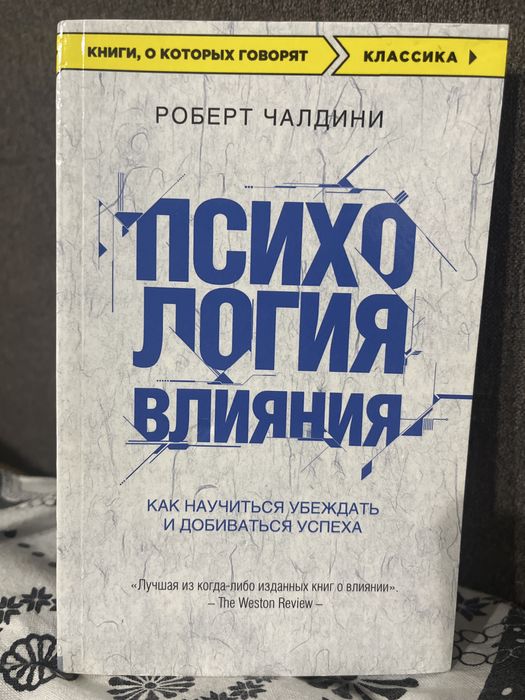 КНИГИ, О КОТОРЫХ ГОВОРЯТ КЛАССИКА
РОБЕРТ ЧАЛДИНИ
ПСИХО
ЛОГИЯ
ВЛИЯНИЯ
КАК НАУЧИТЬСЯ УБЕЖДАТЬ
И ДОБИВАТЬСЯ УСПЕХА
«Лучшая из когда-либо изданных книг о влиянии».
– The Weston Review –